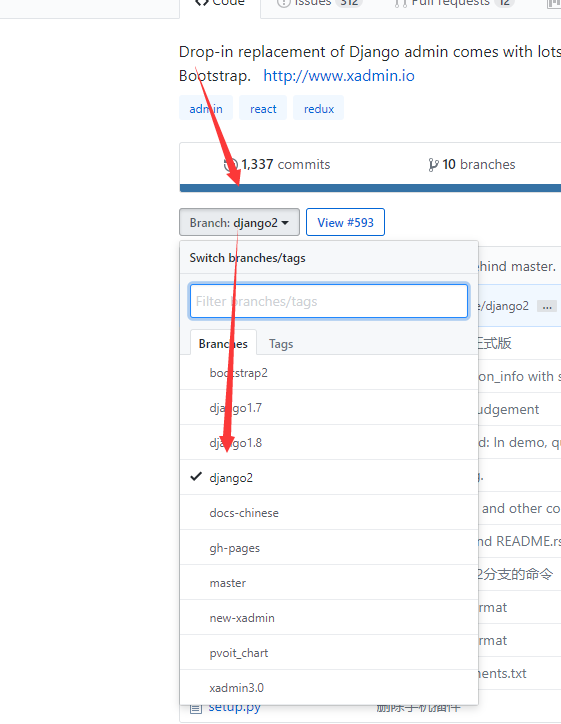 Code Issues 312 Pull requests 12
Drop-in replacement of Django admin comes with lots
Bootstrap. http://www.xadmin.io
admin react redux
1,337 commits 10 branches
Branch: django2 View #593
Switch branches/tags
ehind master.
Filter branches/tags
e/django2 ...
Branches Tags
正式版
bootstrap2
on_info with s
django1.7
udgement
django1.8
d: In demo, qu
django2
g.
docs-chinese
and other co
gh-pages
nd README.rs
master
2分支的命令
new-xadmin
rmat
pvoit_chart
rmat
xadmin3.0
nents.txt
setup.py 删除手机插件